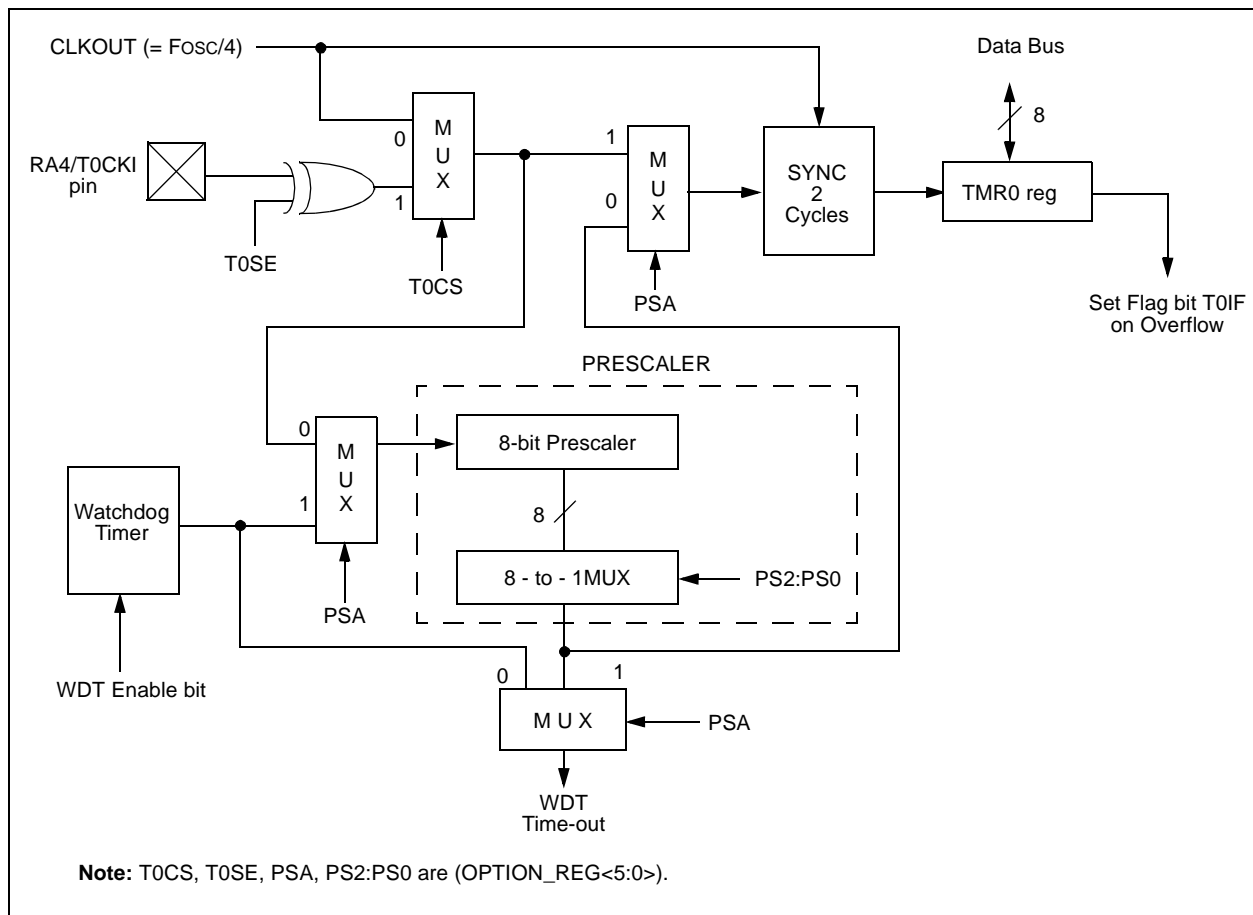 CLKOUT (= FOSC/4)
Data Bus
8
0
M
U
X
1
M
U
X
0
RA4/T0CKI
pin
1
SYNC
2
Cycles
TMR0 reg
T0SE
T0CS
PSA
Set Flag bit T0IF
on Overflow
PRESCALER
0
M
U
X
1
8-bit Prescaler
Watchdog
Timer
8
8 - to - 1MUX
PS2:PS0
PSA
WDT Enable bit
0
1
M U X
PSA
WDT
Time-out
Note: T0CS, T0SE, PSA, PS2:PS0 are (OPTION_REG<5:0>).